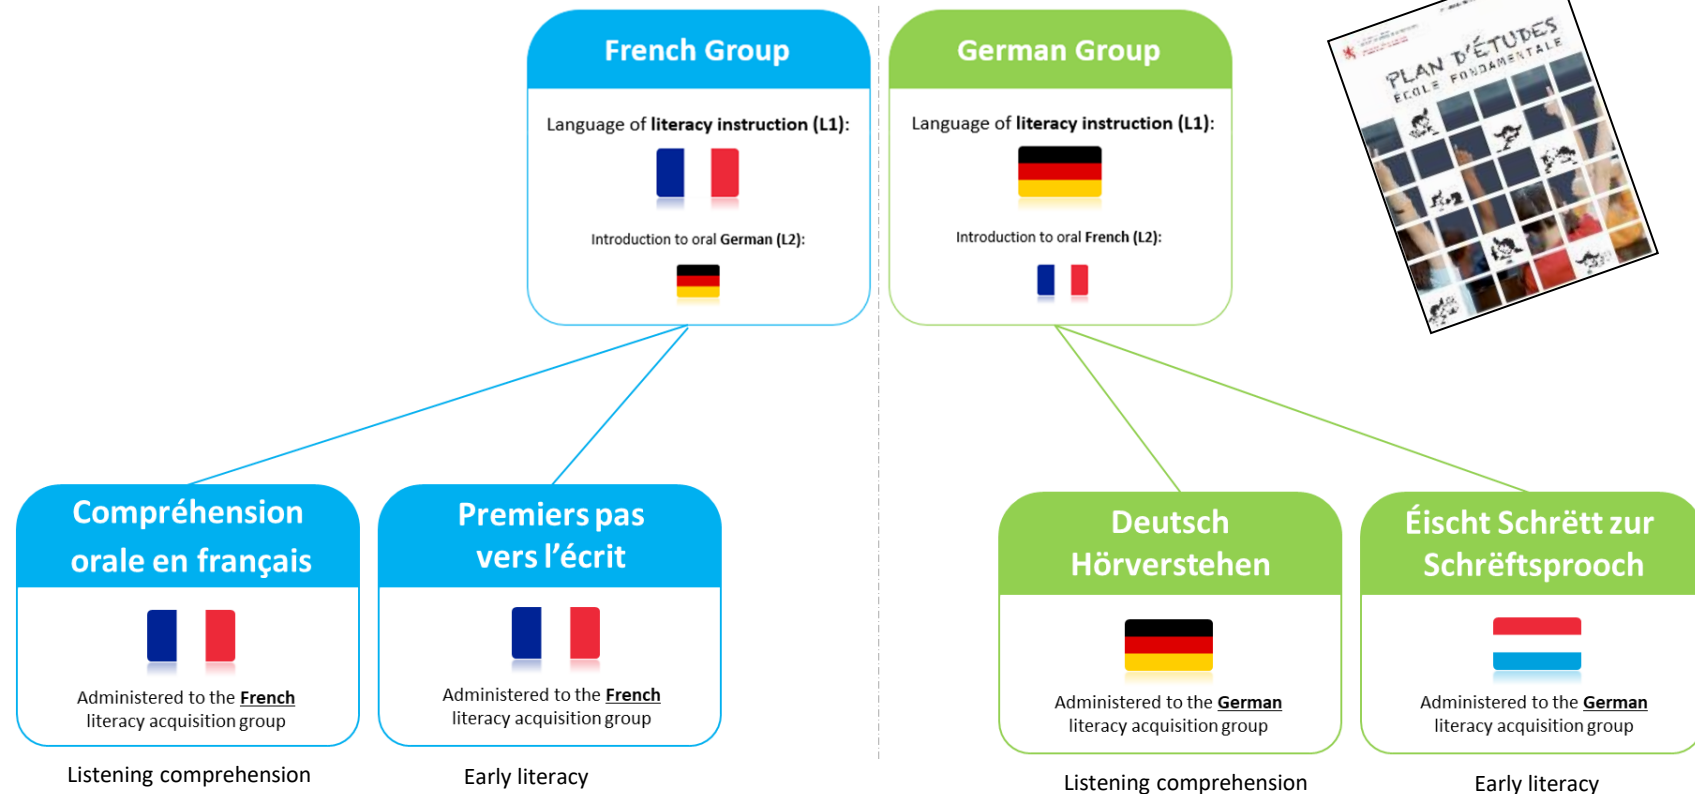 French Group
Language of literacy instruction (L1):
Introduction to oral German (L2):
German Group
Language of literacy instruction (L1):
Introduction to oral French (L2):
PLAN D'ÉTUDES
ÉCOLE FONDAMENTALE
Compréhension
orale en français
Administered to the French
literacy acquisition group
Listening comprehension
Premiers pas
vers l’écrit
Administered to the French
literacy acquisition group
Early literacy
Deutsch
Hörverstehen
Administered to the German
literacy acquisition group
Listening comprehension
Éischt Schrëtt zur
Schrëftsprooch
Administered to the German
literacy acquisition group
Early literacy